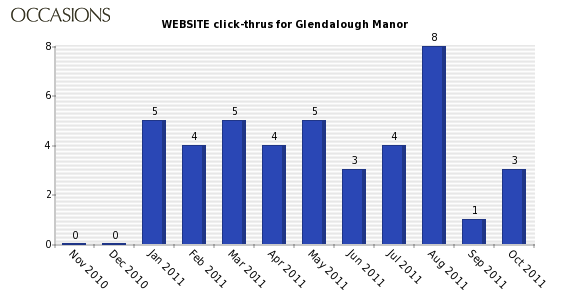 OCCASIONS
WEBSITE click-thrus for Glendalough Manor
8
6
4
2
0
0
0
5
4
5
4
5
3
4
8
1
3
Nov 2010
Dec 2010
Jan 2011
Feb 2011
Mar 2011
Apr 2011
May 2011
Jun 2011
Jul 2011
Aug 2011
Sep 2011
Oct 2011